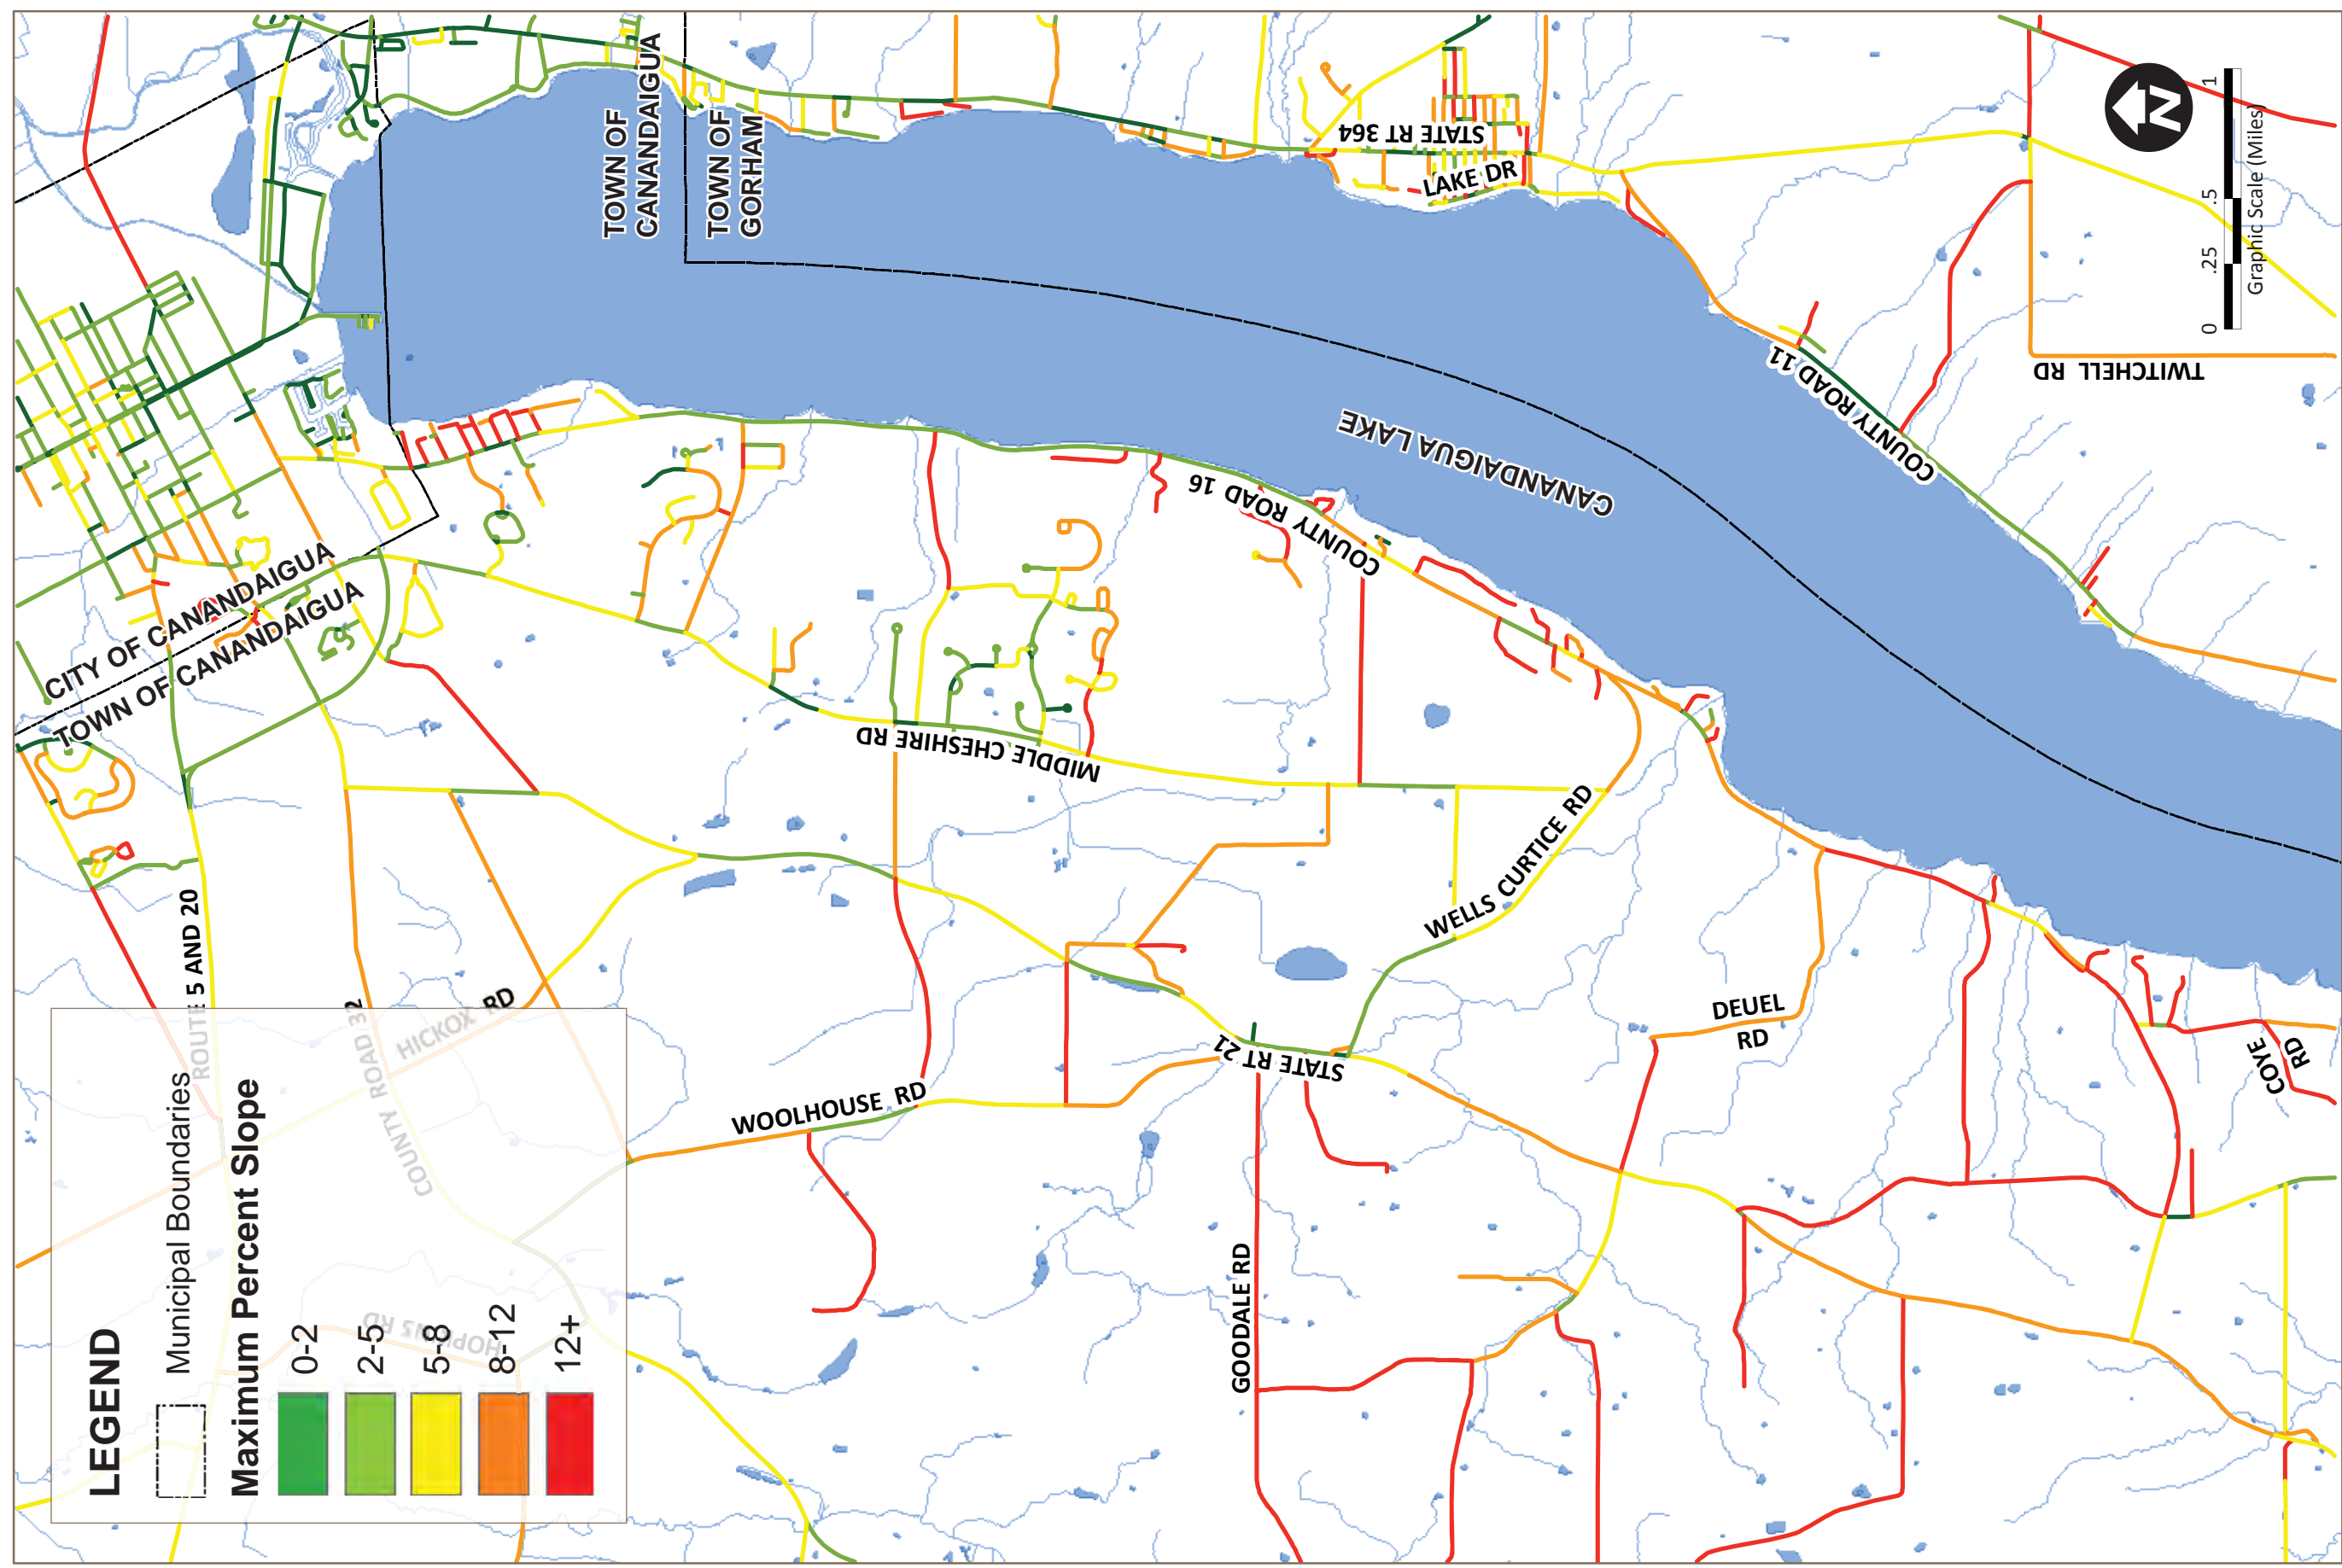 CITY OF CANANDAIGUA
TOWN OF CANANDAIGUA
TOWN OF
CANANDAIGUA
TOWN OF
GORHAM
STATE RT 364
LAKE DR
N
0
.25
.5
1
Graphic Scale (Miles)
COUNTY ROAD 11
TWITCHELL RD
CANANDAIGUA LAKE
COUNTY ROAD 16
MIDDLE CHESHIRE RD
WELLS CURTICE RD
ROUTE 5 AND 20
COUNTY ROAD 32
HICKOX RD
HOPKINS RD
WOOLHOUSE RD
STATE RT 21
DEUEL
RD
COYE
RD
GOODALE RD
LEGEND
Municipal Boundaries
Maximum Percent Slope
0-2
2-5
5-8
8-12
12+